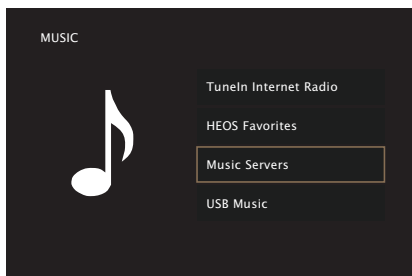 MUSIC
TuneIn Internet Radio
HEOS Favorites
Music Servers
USB Music